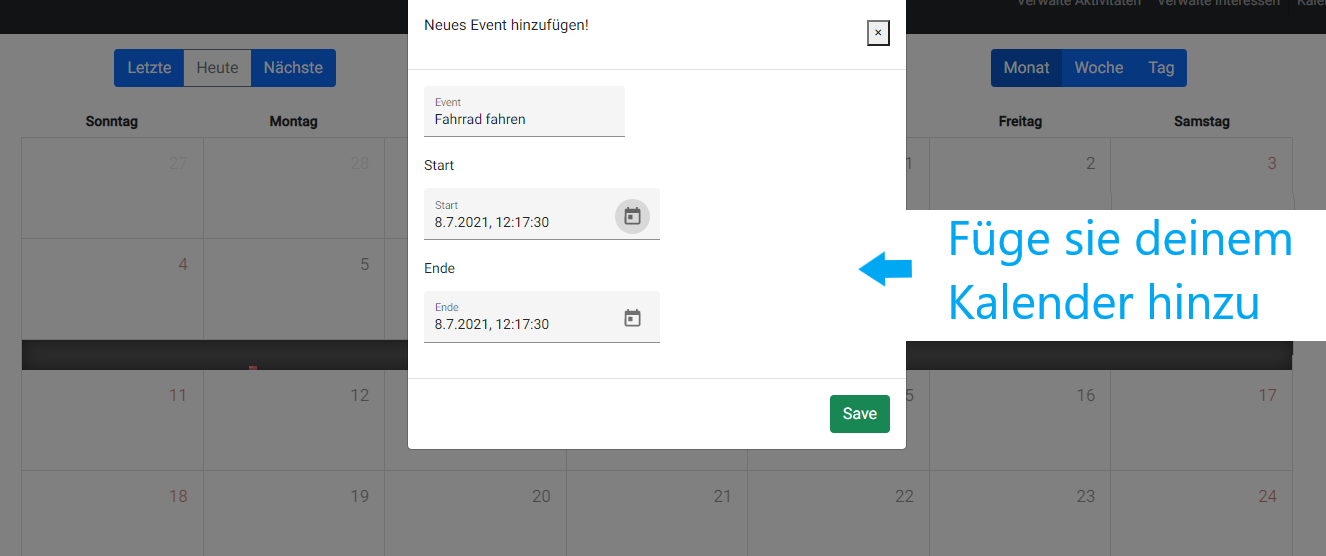 Verwalte Aktivitäten Verwalte Interessen Kale
Neues Event hinzufügen!
×
Letzte Heute Nächste
Monat Woche Tag
Sonntag Montag Freitag Samstag
Event
Fahrrad fahren
27 28 1 2 3
Start
Start
8.7.2021, 12:17:30
Füge sie deinem
Kalender hinzu
4 5
Ende
Ende
8.7.2021, 12:17:30
11 12 5 16 17
Save
18 19 20 21 22 23 24